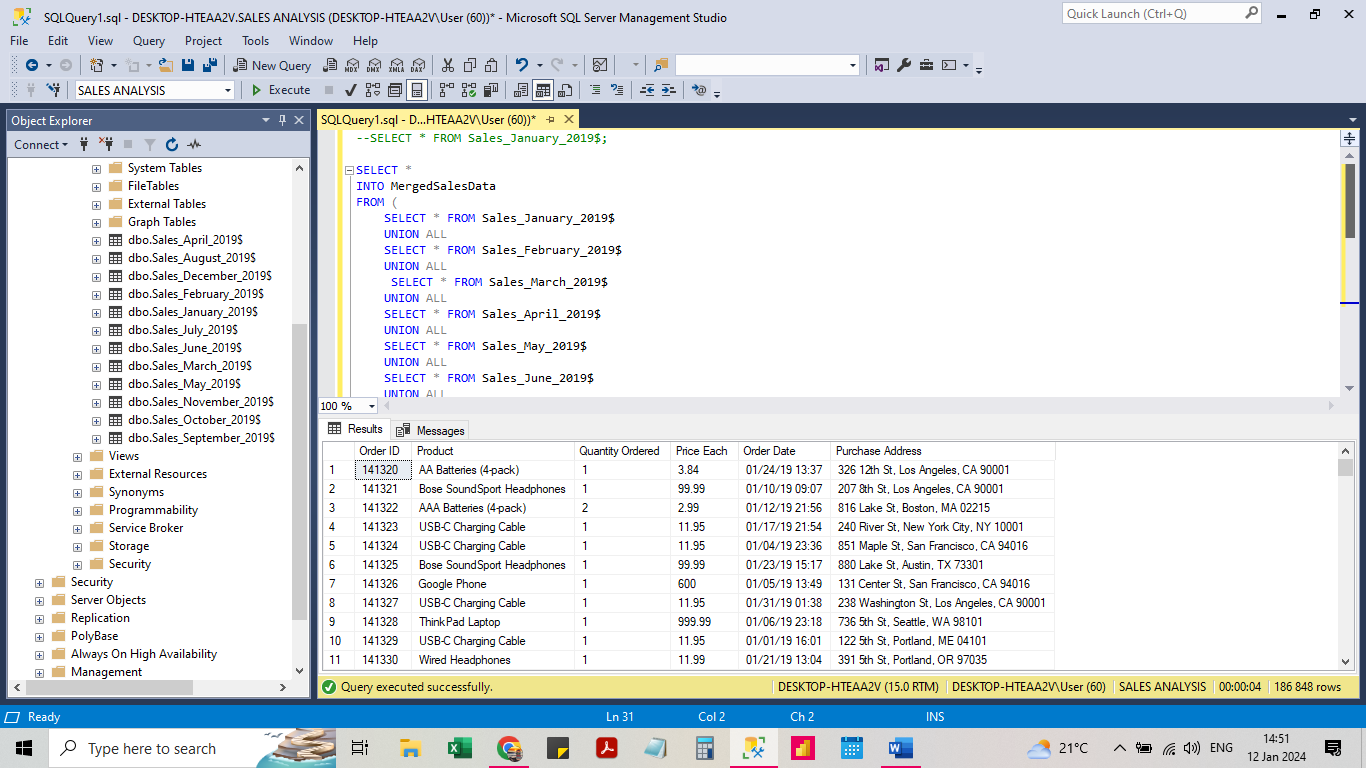 SQLQuery1.sql - DESKTOP-HTEAA2V.SALES ANALYSIS (DESKTOP-HTEAA2V\User (60))* - Microsoft SQL Server Management Studio
Quick Launch (Ctrl+Q)
File Edit View Query Project Tools Window Help
New Query MDX DMX XMLA DAX
SALES ANALYSIS Execute
Object Explorer
Connect
System Tables
FileTables
External Tables
Graph Tables
dbo.Sales_April_2019$
dbo.Sales_August_2019$
dbo.Sales_December_2019$
dbo.Sales_February_2019$
dbo.Sales_January_2019$
dbo.Sales_July_2019$
dbo.Sales_June_2019$
dbo.Sales_March_2019$
dbo.Sales_May_2019$
dbo.Sales_November_2019$
dbo.Sales_October_2019$
dbo.Sales_September_2019$
Views
External Resources
Synonyms
Programmability
Service Broker
Storage
Security
Security
Server Objects
Replication
PolyBase
Always On High Availability
Management
SQLQuery1.sql - D...HTEAA2V\User (60))*
--SELECT * FROM Sales_January_2019$;
SELECT *
INTO MergedSalesData
FROM (
SELECT * FROM Sales_January_2019$
UNION ALL
SELECT * FROM Sales_February_2019$
UNION ALL
SELECT * FROM Sales_March_2019$
UNION ALL
SELECT * FROM Sales_April_2019$
UNION ALL
SELECT * FROM Sales_May_2019$
UNION ALL
SELECT * FROM Sales_June_2019$
UNION ALL
100 %
Results Messages
Order ID Product Quantity Ordered Price Each Order Date Purchase Address
1 141320 AA Batteries (4-pack) 1 3.84 01/24/19 13:37 326 12th St, Los Angeles, CA 90001
2 141321 Bose SoundSport Headphones 1 99.99 01/10/19 09:07 207 8th St, Los Angeles, CA 90001
3 141322 AAA Batteries (4-pack) 2 2.99 01/12/19 21:56 816 Lake St, Boston, MA 02215
4 141323 USB-C Charging Cable 1 11.95 01/17/19 21:54 240 River St, New York City, NY 10001
5 141324 USB-C Charging Cable 1 11.95 01/04/19 23:36 851 Maple St, San Francisco, CA 94016
6 141325 Bose SoundSport Headphones 1 99.99 01/23/19 15:17 880 Lake St, Austin, TX 73301
7 141326 Google Phone 1 600 01/05/19 13:49 131 Center St, San Francisco, CA 94016
8 141327 USB-C Charging Cable 1 11.95 01/31/19 01:38 238 Washington St, Los Angeles, CA 90001
9 141328 ThinkPad Laptop 1 999.99 01/06/19 23:18 736 5th St, Seattle, WA 98101
10 141329 USB-C Charging Cable 1 11.95 01/01/19 16:01 122 5th St, Portland, ME 04101
11 141330 Wired Headphones 1 11.99 01/21/19 13:04 391 5th St, Portland, OR 97035
Query executed successfully. DESKTOP-HTEAA2V (15.0 RTM) DESKTOP-HTEAA2V\User (60) SALES ANALYSIS 00:00:04 186 848 rows
Ready Ln 31 Col 2 Ch 2 INS
Type here to search 21°C ENG 14:51
12 Jan 2024